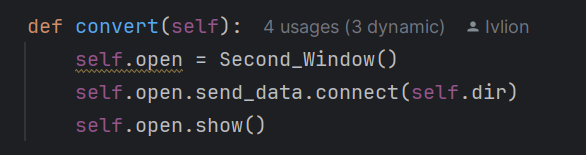 def convert(self): 4 usages (3 dynamic) Ivlion
    self.open = Second_Window()
    self.open.send_data.connect(self.dir)
    self.open.show()